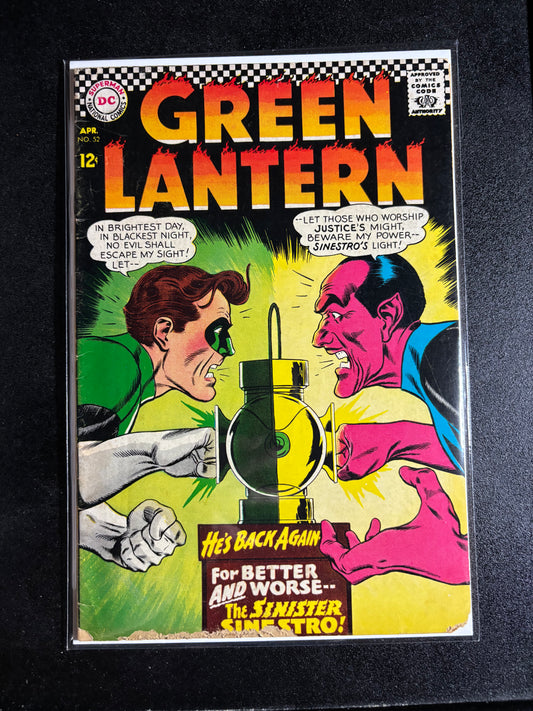 SUPERMAN
DC
NATIONAL COMICS
APPROVED
BY THE
COMICS
CODE
AUTHORITY
APR.
NO. 52
12¢
GREEN
LANTERN
IN BRIGHTEST DAY,
IN BLACKEST NIGHT,
NO EVIL SHALL
ESCAPE MY SIGHT!
LET--
--LET THOSE WHO WORSHIP
JUSTICE'S MIGHT,
BEWARE MY POWER--
SINESTRO'S LIGHT!
HE'S BACK AGAIN
FOR BETTER
AND WORSE--
THE SINISTER
SINESTRO!